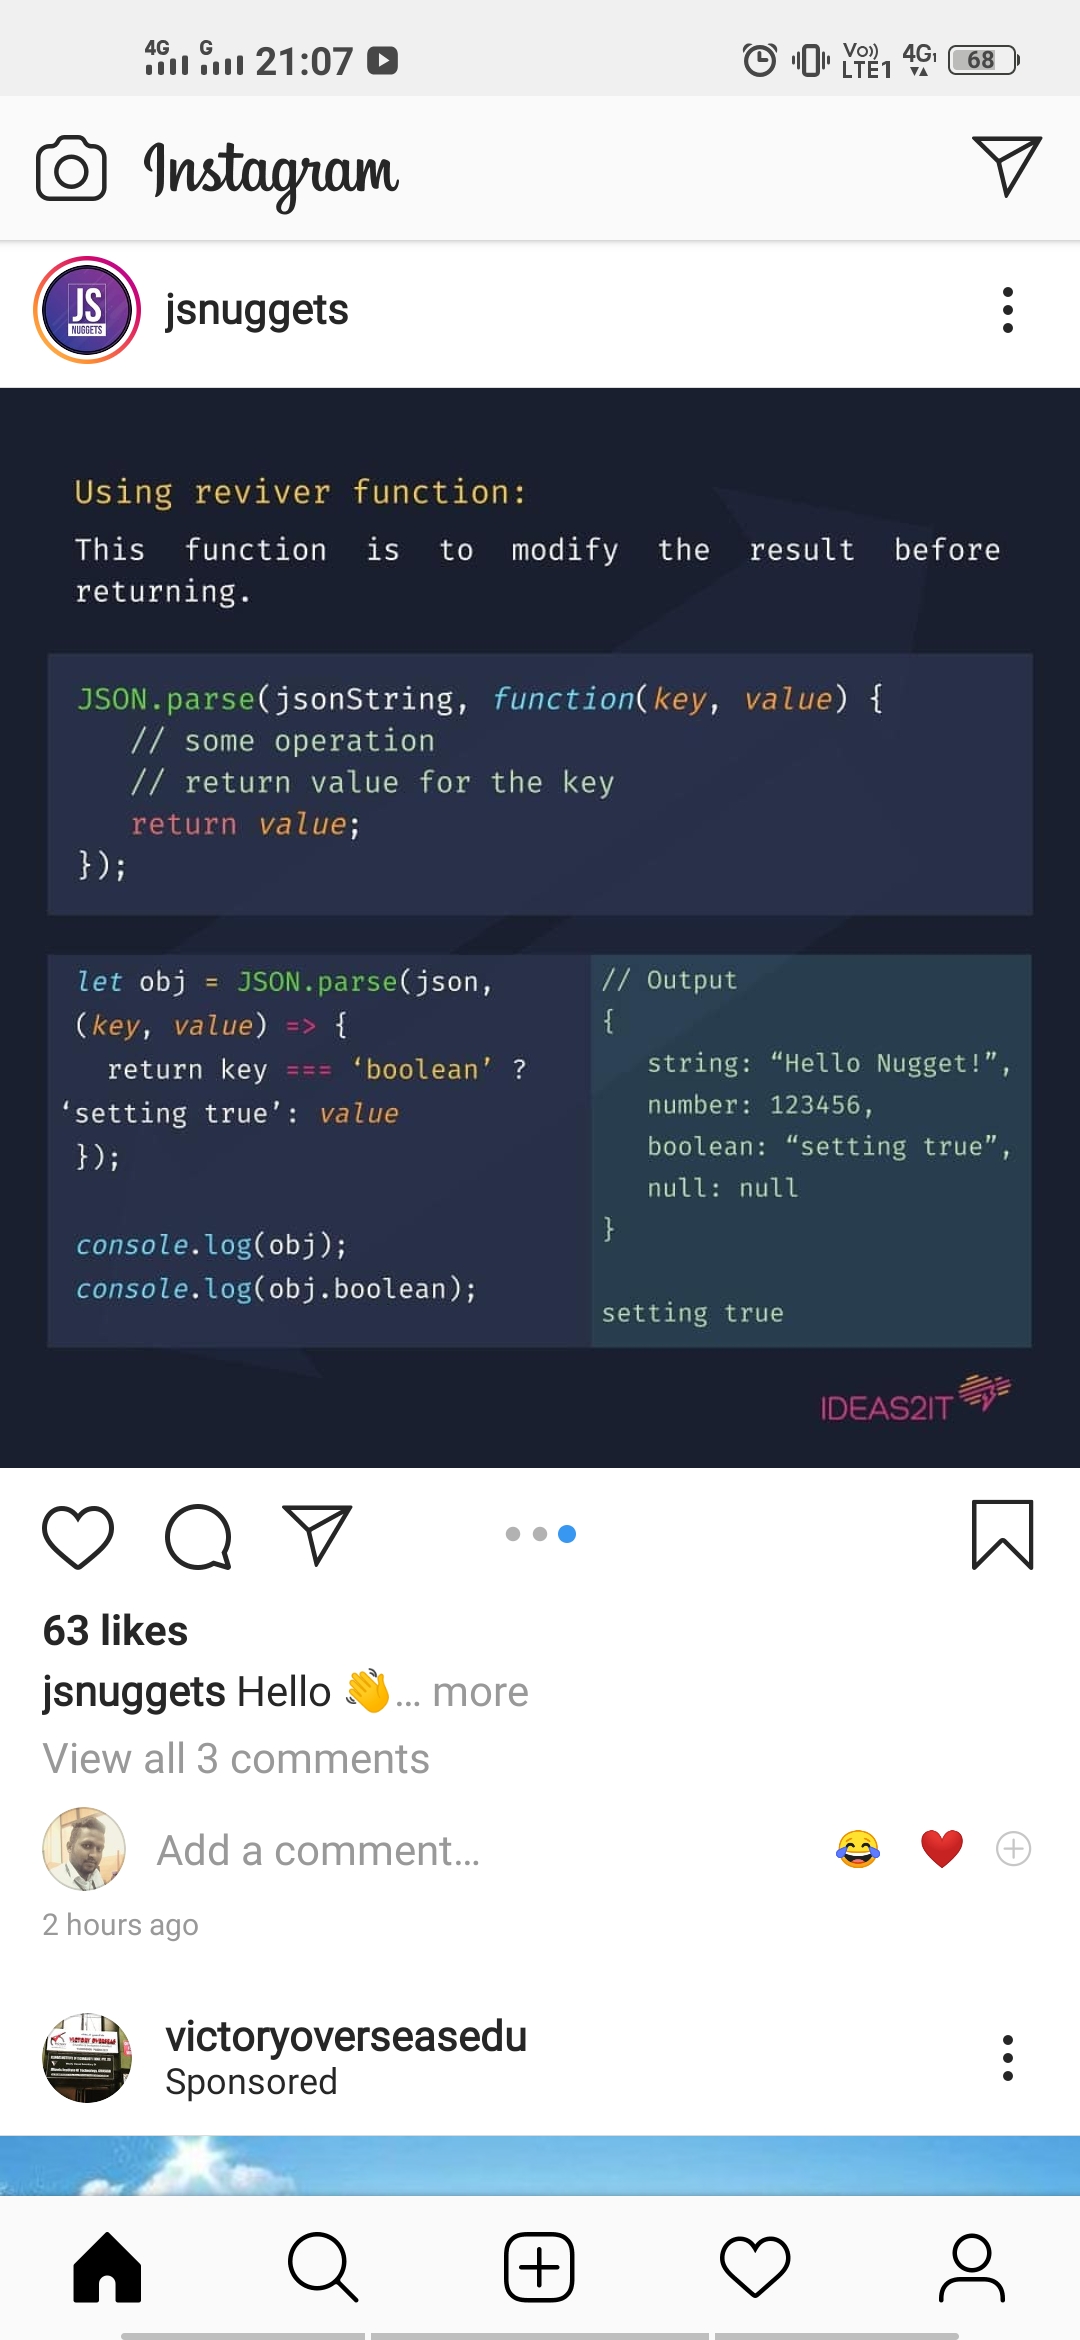 4G G 21:07 Vo)) LTE1 4G1 68
Instagram
JS
NUGGETS
jsnuggets
Using reviver function:
This function is to modify the result before
returning.
JSON.parse(jsonString, function(key, value) {
// some operation
// return value for the key
return value;
});
let obj = JSON.parse(json,
(key, value) => {
return key === ‘boolean’ ?
‘setting true’: value
});
console.log(obj);
console.log(obj.boolean);
// Output
{
string: “Hello Nugget!”,
number: 123456,
boolean: “setting true”,
null: null
}
setting true
IDEAS2IT
63 likes
jsnuggets Hello 👋... more
View all 3 comments
Add a comment...
😂 ❤️
2 hours ago
victoryoverseasedu
Sponsored